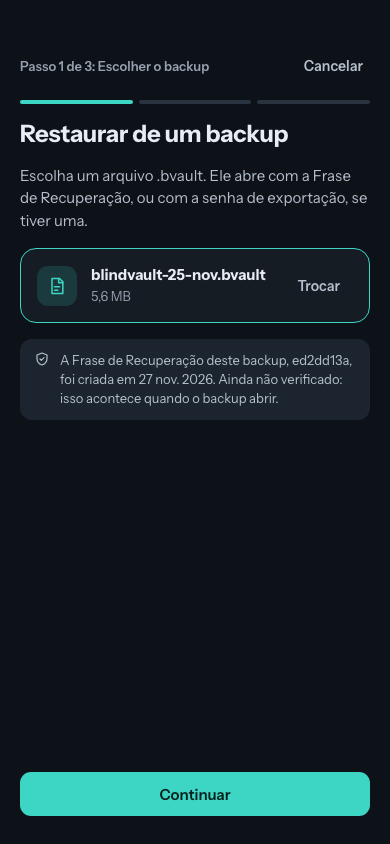 Passo 1 de 3: Escolher o backup
Cancelar
Restaurar de um backup
Escolha um arquivo .bvault. Ele abre com a Frase
de Recuperação, ou com a senha de exportação, se
tiver uma.
blindvault-25-nov.bvault
5,6 MB
Trocar
A Frase de Recuperação deste backup, ed2dd13a,
foi criada em 27 nov. 2026. Ainda não verificado:
isso acontece quando o backup abrir.
Continuar